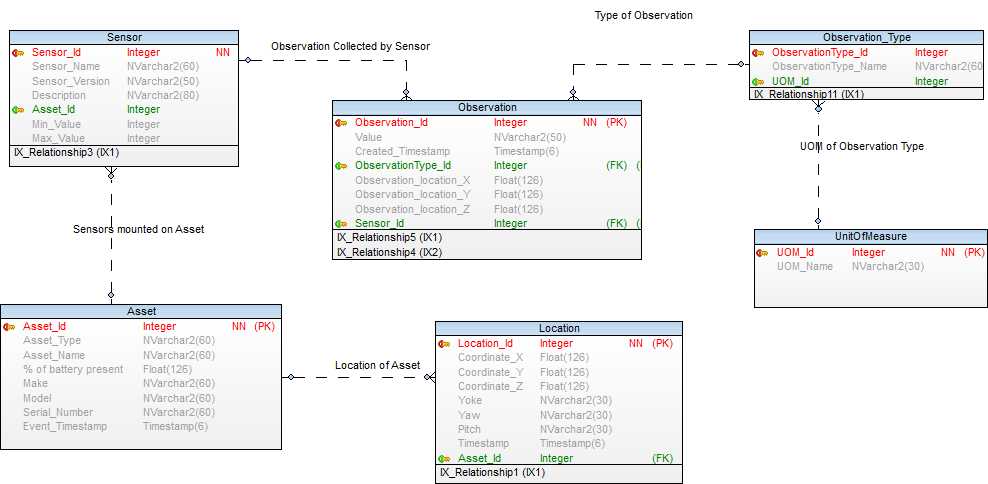 Type of Observation
Sensor
Sensor_Id Integer NN
Sensor_Name NVarchar2(60)
Sensor_Version NVarchar2(50)
Description NVarchar2(80)
Asset_Id Integer
Min_Value Integer
Max_Value Integer
IX_Relationship3 (IX1)
Observation Collected by Sensor
Observation_Type
ObservationType_Id Integer
ObservationType_Name NVarchar2(60
UOM_Id Integer
IX_Relationship11 (IX1)
Observation
Observation_Id Integer NN (PK)
Value NVarchar2(50)
Created_Timestamp Timestamp(6)
ObservationType_Id Integer (FK) (
Observation_location_X Float(126)
Observation_location_Y Float(126)
Observation_location_Z Float(126)
Sensor_Id Integer (FK) (
IX_Relationship5 (IX1)
IX_Relationship4 (IX2)
UOM of Observation Type
Sensors mounted on Asset
UnitOfMeasure
UOM_Id Integer NN (PK)
UOM_Name NVarchar2(30)
Asset
Asset_Id Integer NN (PK)
Asset_Type NVarchar2(60)
Asset_Name NVarchar2(60)
% of battery present Float(126)
Make NVarchar2(60)
Model NVarchar2(60)
Serial_Number NVarchar2(60)
Event_Timestamp Timestamp(6)
Location of Asset
Location
Location_Id Integer NN (PK)
Coordinate_X Float(126)
Coordinate_Y Float(126)
Coordinate_Z Float(126)
Yoke NVarchar2(30)
Yaw NVarchar2(30)
Pitch NVarchar2(30)
Timestamp Timestamp(6)
Asset_Id Integer (FK)
IX_Relationship1 (IX1)